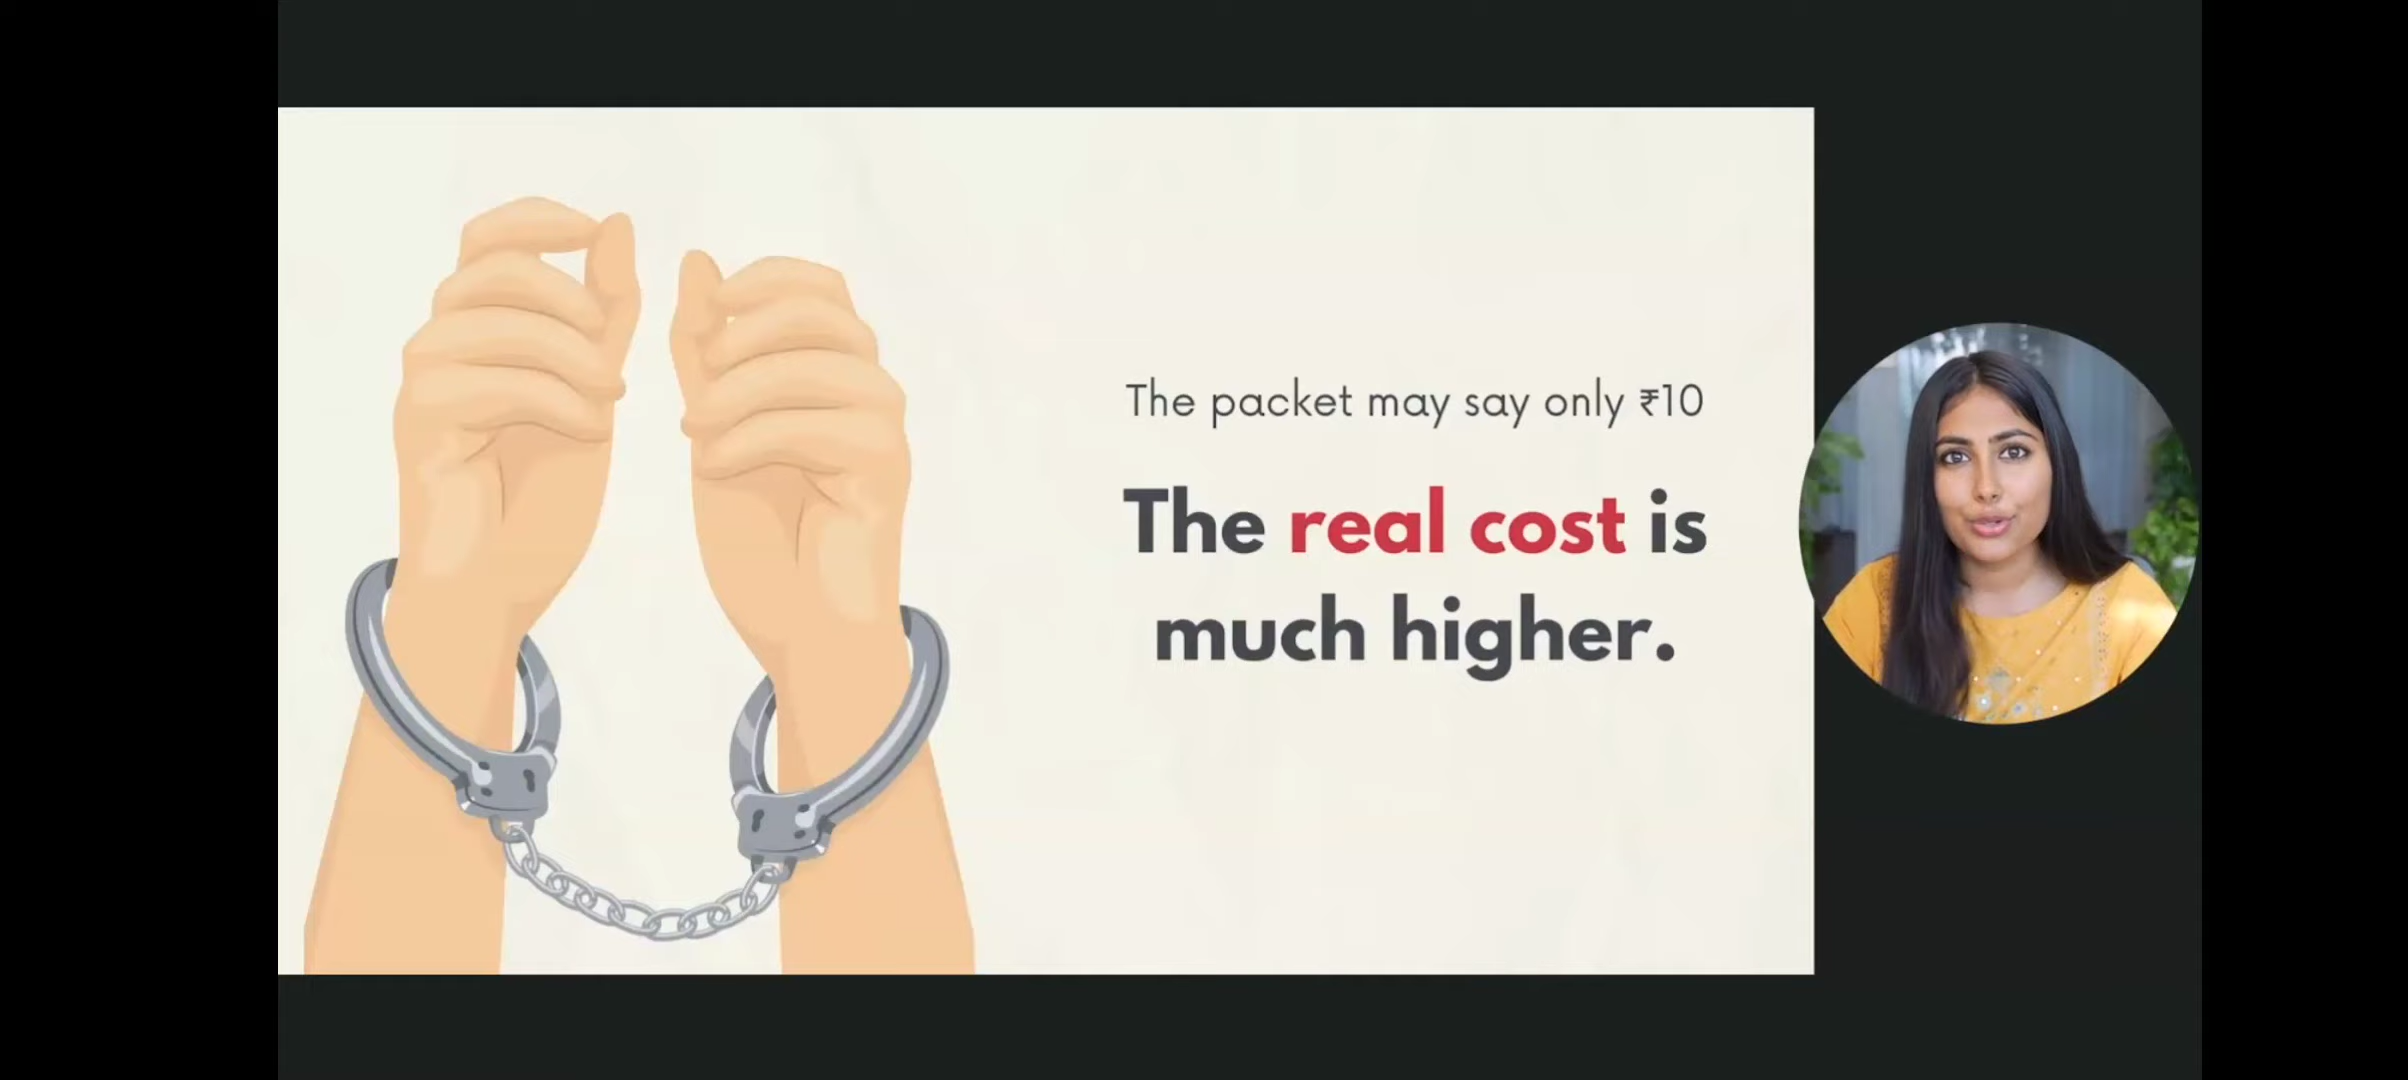 The packet may say only ₹10
The real cost is
much higher.